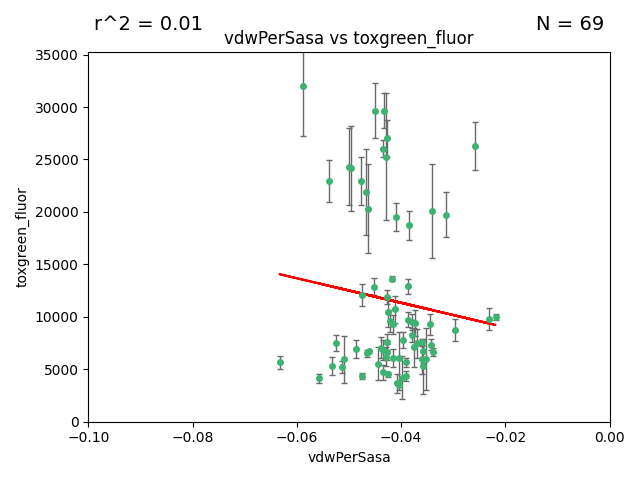 r^2 = 0.01
N = 69
vdwPerSasa vs toxgreen_fluor
35000
30000
25000
20000
15000
10000
5000
0
toxgreen_fluor
−0.10
−0.08
−0.06
−0.04
−0.02
0.00
vdwPerSasa